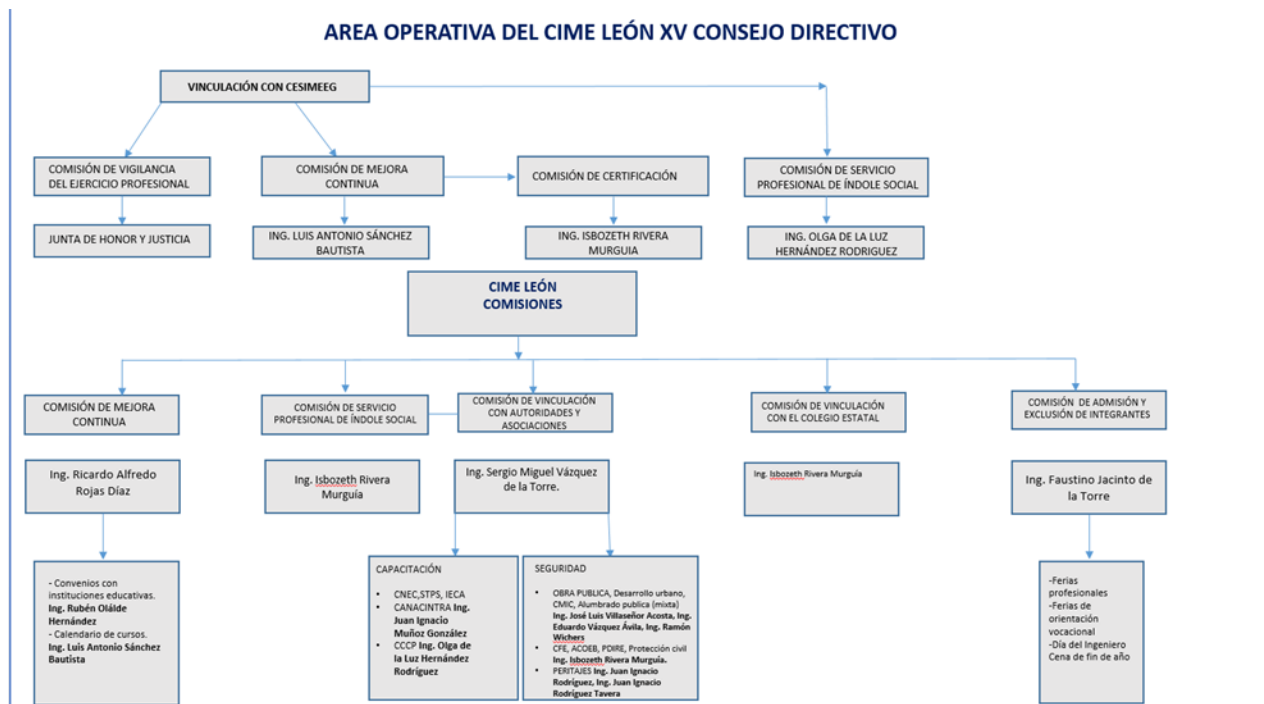 AREA OPERATIVA DEL CIME LEÓN XV CONSEJO DIRECTIVO
VINCULACIÓN CON CESIMEEG
COMISIÓN DE VIGILANCIA
DEL EJERCICIO PROFESIONAL
COMISIÓN DE MEJORA
CONTINUA
COMISIÓN DE CERTIFICACIÓN
COMISIÓN DE SERVICIO
PROFESIONAL DE ÍNDOLE SOCIAL
JUNTA DE HONOR Y JUSTICIA
ING. LUIS ANTONIO SÁNCHEZ
BAUTISTA
ING. ISBOZETH RIVERA
MURGUIA
ING. OLGA DE LA LUZ
HERNÁNDEZ RODRIGUEZ
CIME LEÓN
COMISIONES
COMISIÓN DE MEJORA
CONTINUA
COMISIÓN DE SERVICIO
PROFESIONAL DE ÍNDOLE SOCIAL
COMISIÓN DE VINCULACIÓN
CON AUTORIDADES Y
ASOCIACIONES
COMISIÓN DE VINCULACIÓN
CON EL COLEGIO ESTATAL
COMISIÓN DE ADMISIÓN Y
EXCLUSIÓN DE INTEGRANTES
Ing. Ricardo Alfredo
Rojas Díaz
Ing. Isbozeth Rivera
Murguía
Ing. Sergio Miguel Vázquez
de la Torre.
Ing. Isbozeth Rivera Murguía
Ing. Faustino Jacinto de
la Torre
- Convenios con
instituciones educativas.
Ing. Rubén Olálde
Hernández
- Calendario de cursos.
Ing. Luis Antonio Sánchez
Bautista
CAPACITACIÓN
• CNEC,STPS, IECA
• CANACINTRA Ing.
Juan Ignacio
Muñoz González
• CCCP Ing. Olga de
la Luz Hernández
Rodríguez
SEGURIDAD
• OBRA PUBLICA, Desarrollo urbano,
CMIC, Alumbrado publica (mixta)
Ing. José Luis Villaseñor Acosta, Ing.
Eduardo Vázquez Ávila, Ing. Ramón
Wichers
• CFE, ACOEB, PDIRE, Protección civil
Ing. Isbozeth Rivera Murguía.
• PERITAJES Ing. Juan Ignacio
Rodríguez, Ing. Juan Ignacio
Rodríguez Tavera
-Ferias
profesionales
-Ferias de
orientación
vocacional
-Día del Ingeniero
Cena de fin de año